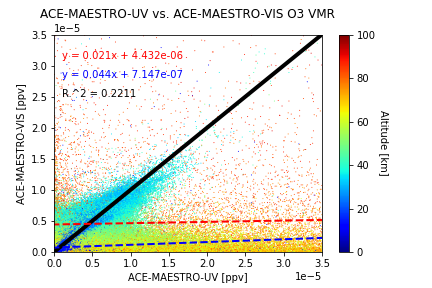 ACE-MAESTRO-UV vs. ACE-MAESTRO-VIS O3 VMR
1e−5
3.5
3.0
2.5
2.0
1.5
1.0
0.5
0.0
ACE-MAESTRO-VIS [ppv]
y = 0.021x + 4.432e-06
y = 0.044x + 7.147e-07
R^2 = 0.2211
0.0 0.5 1.0 1.5 2.0 2.5 3.0 3.5
1e−5
ACE-MAESTRO-UV [ppv]
100
80
60
40
20
0
Altitude [km]